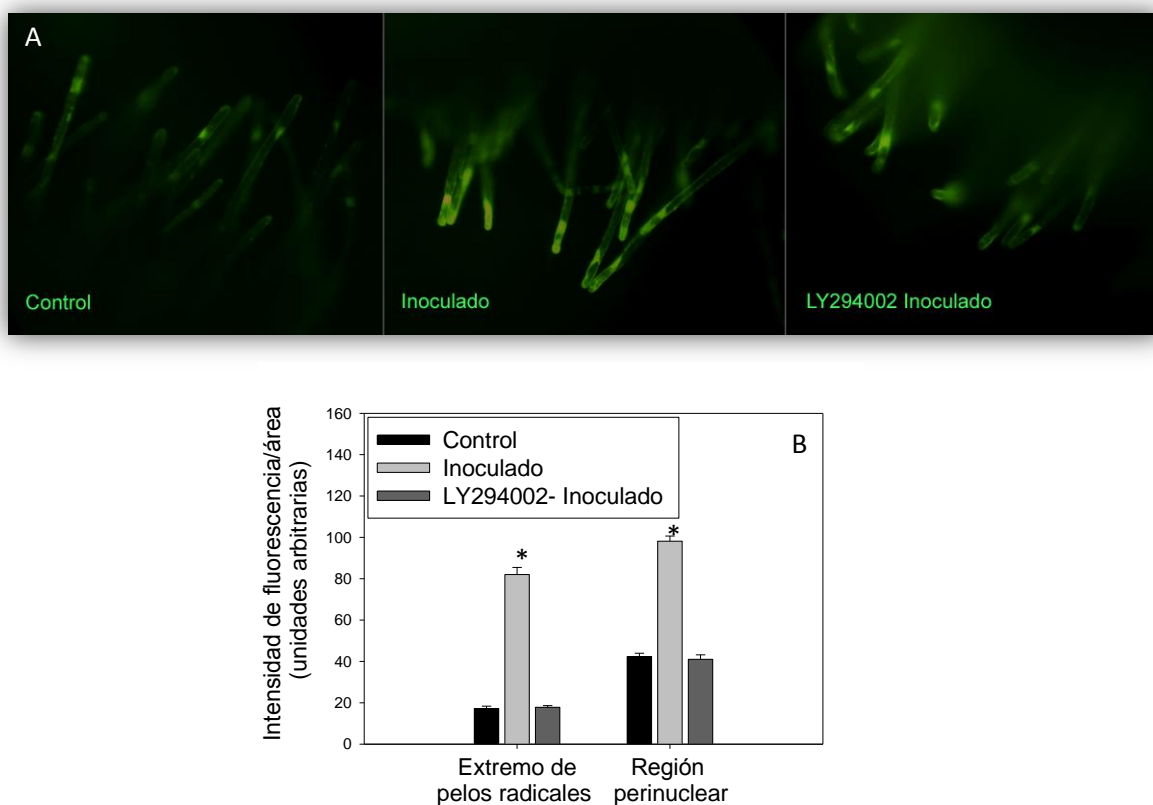 A
Control
Inoculado
LY294002 Inoculado
Intensidad de fluorescencia/área
(unidades arbitrarias)
160
140
120
100
80
60
40
20
0
Control
Inoculado
LY294002- Inoculado
B
*
*
Extremo de
pelos radicales
Región
perinuclear